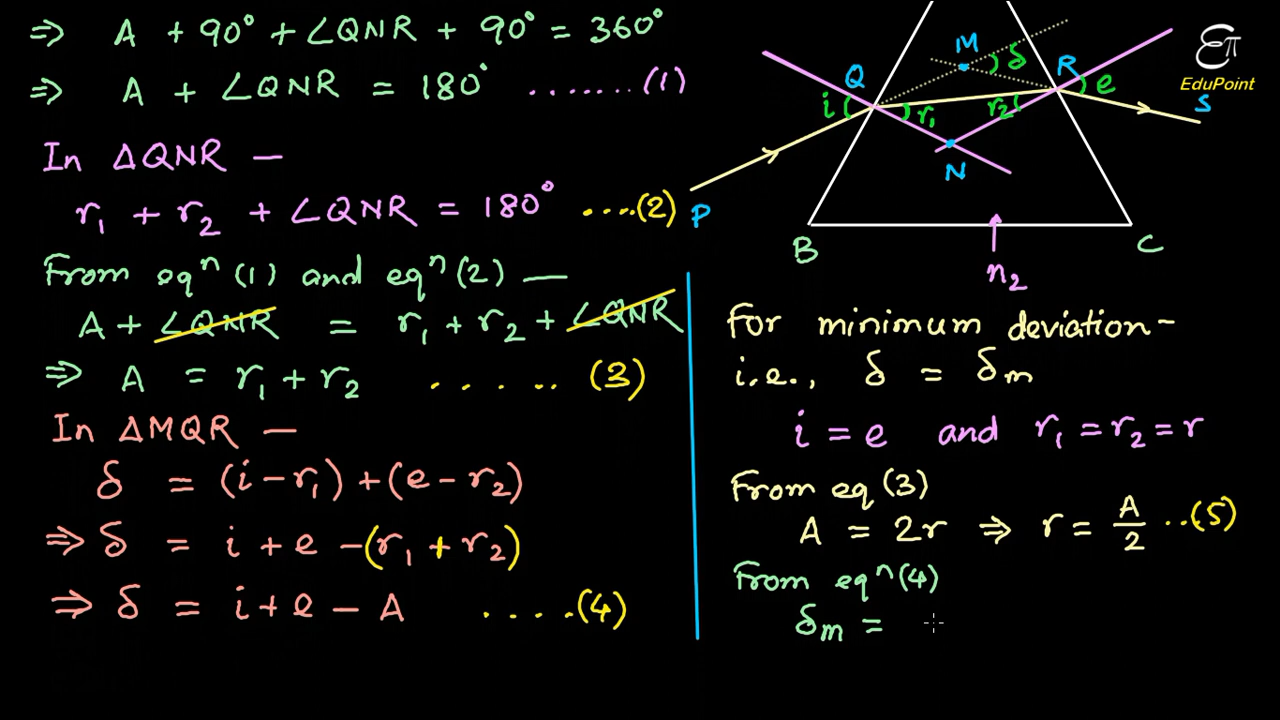 ⇒ A + 90° + ∠QNR + 90° = 360°
⇒ A + ∠QNR = 180° .......(1)
In ΔQNR —
r₁ + r₂ + ∠QNR = 180° ....(2)
From eqⁿ(1) and eqⁿ(2) —
A + ∠QNR = r₁ + r₂ + ∠QNR
⇒ A = r₁ + r₂ ...... (3)
In ΔMQR —
δ = (i – r₁) + (e – r₂)
⇒ δ = i + e – (r₁ + r₂)
⇒ δ = i + e – A ....(4)
M
δ
Q
R
i
r₁
r₂
e
S
N
P
B
C
n₂
επ
EduPoint
For minimum deviation –
i.e., δ = δm
i = e and r₁ = r₂ = r
From eq (3)
A = 2r ⇒ r = A/2 ..(5)
From eqⁿ(4)
δm =